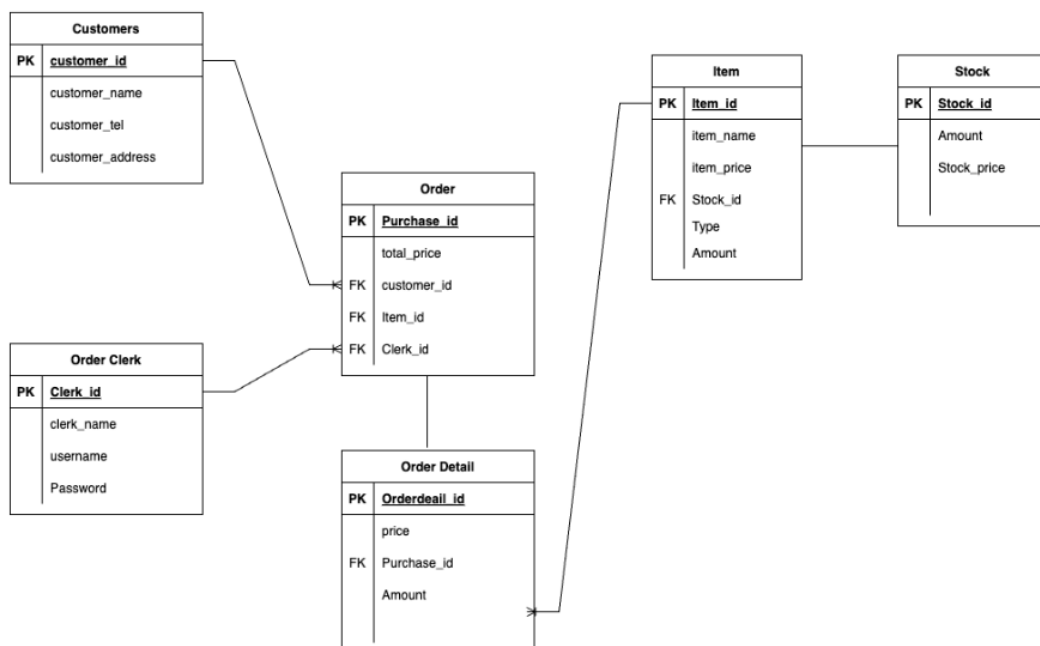 Customers
PK customer_id
customer_name
customer_tel
customer_address
Order
PK Purchase_id
total_price
FK customer_id
FK Item_id
FK Clerk_id
Order Clerk
PK Clerk_id
clerk_name
username
Password
Order Detail
PK Orderdeail_id
price
FK Purchase_id
Amount
Item
PK Item_id
item_name
item_price
FK Stock_id
Type
Amount
Stock
PK Stock_id
Amount
Stock_price